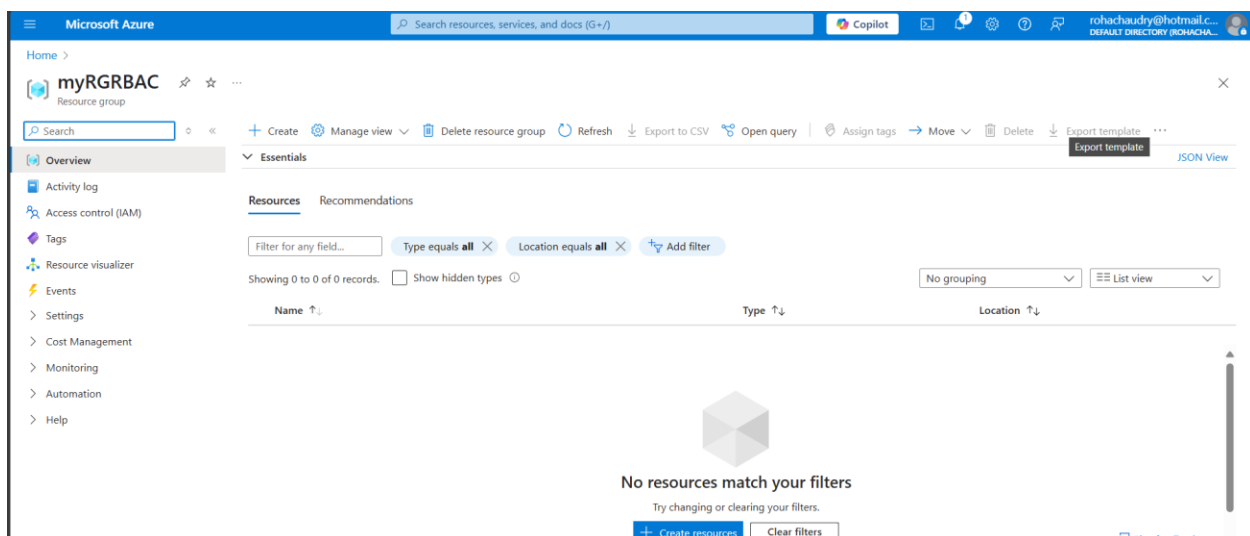 Microsoft Azure
Search resources, services, and docs (G+/)
Copilot
rohachaudry@hotmail.c...
DEFAULT DIRECTORY (ROHACHA...
Home >
myRGRBAC
Resource group
Search
Create
Manage view
Delete resource group
Refresh
Export to CSV
Open query
Assign tags
Move
Delete
Export template
Export template
Overview
Activity log
Access control (IAM)
Tags
Resource visualizer
Events
Settings
Cost Management
Monitoring
Automation
Help
Essentials
JSON View
Resources Recommendations
Filter for any field...
Type equals all
Location equals all
Add filter
Showing 0 to 0 of 0 records.
Show hidden types
No grouping
List view
Name
Type
Location
No resources match your filters
Try changing or clearing your filters.
Create resources
Clear filters